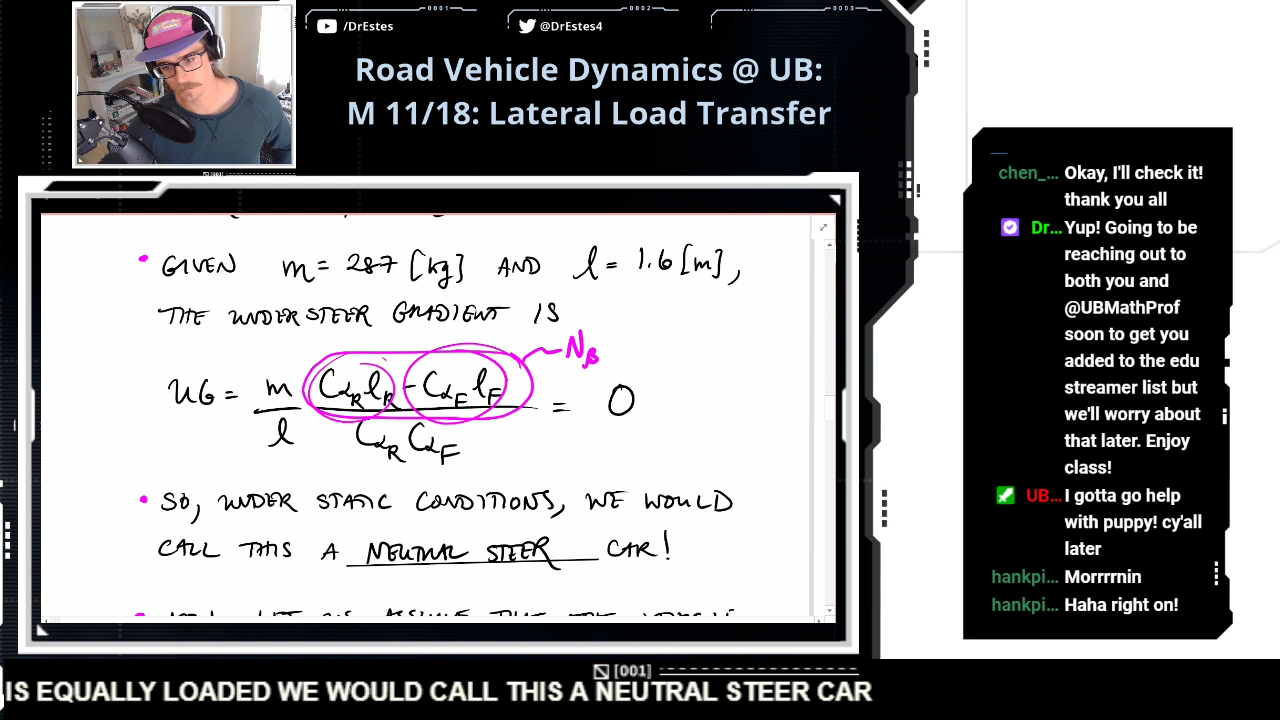 0001
0002
0003
/DrEstes
@DrEstes4
Road Vehicle Dynamics @ UB:
M 11/18: Lateral Load Transfer
[001]
• GIVEN m = 287 [kg] AND l = 1.6 [m],
THE UNDERSTEER GRADIENT IS
N_β
UG = m/l (C_αR l_R - C_αF l_F)/(C_αR C_αF) = 0
• SO, UNDER STATIC CONDITIONS, WE WOULD
CALL THIS A NEUTRAL STEER CAR!
chen_... Okay, I'll check it!
thank you all
Dr... Yup! Going to be
reaching out to
both you and
@UBMathProf
soon to get you
added to the edu
streamer list but
we'll worry about
that later. Enjoy
class!
UB... I gotta go help
with puppy! cy'all
later
hankpi... Morrrrnin
hankpi... Haha right on!
[001]
IS EQUALLY LOADED WE WOULD CALL THIS A NEUTRAL STEER CAR